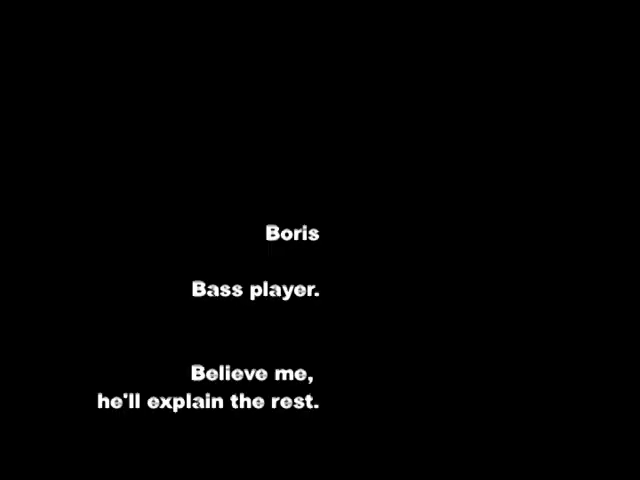 Boris
Bass player.
Believe me,
he'll explain the rest.